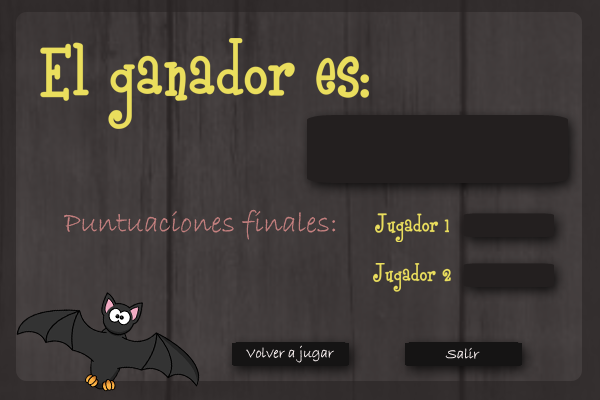 El ganador es:
Puntuaciones finales:
Jugador 1
Jugador 2
Volver a jugar
Salir